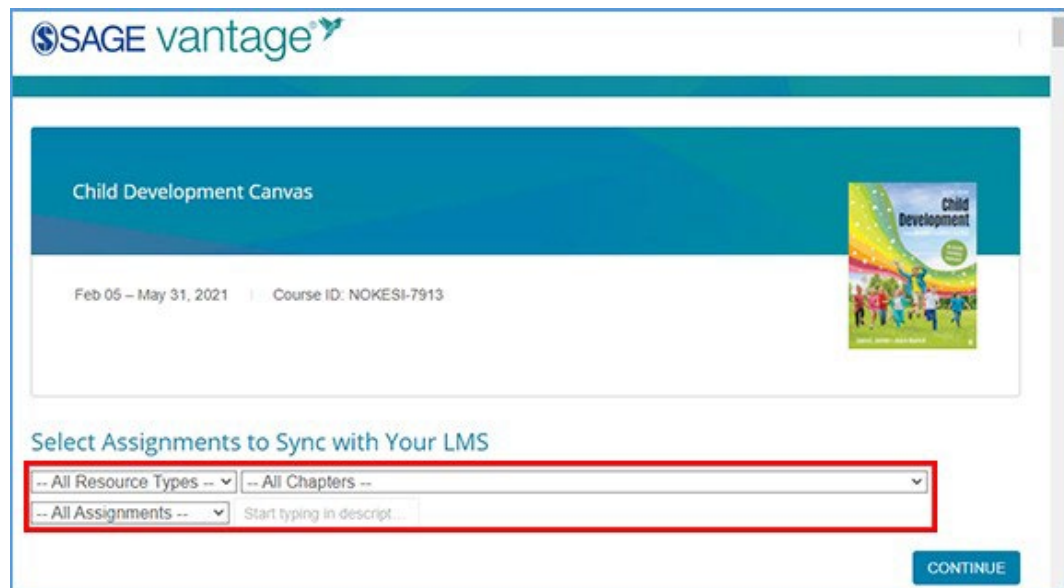 SAGE vantage
Child Development Canvas
Child
Development
Feb 05 – May 31, 2021 Course ID: NOKESI-7913
Select Assignments to Sync with Your LMS
-- All Resource Types -- -- All Chapters --
-- All Assignments -- Start typing in descript...
CONTINUE